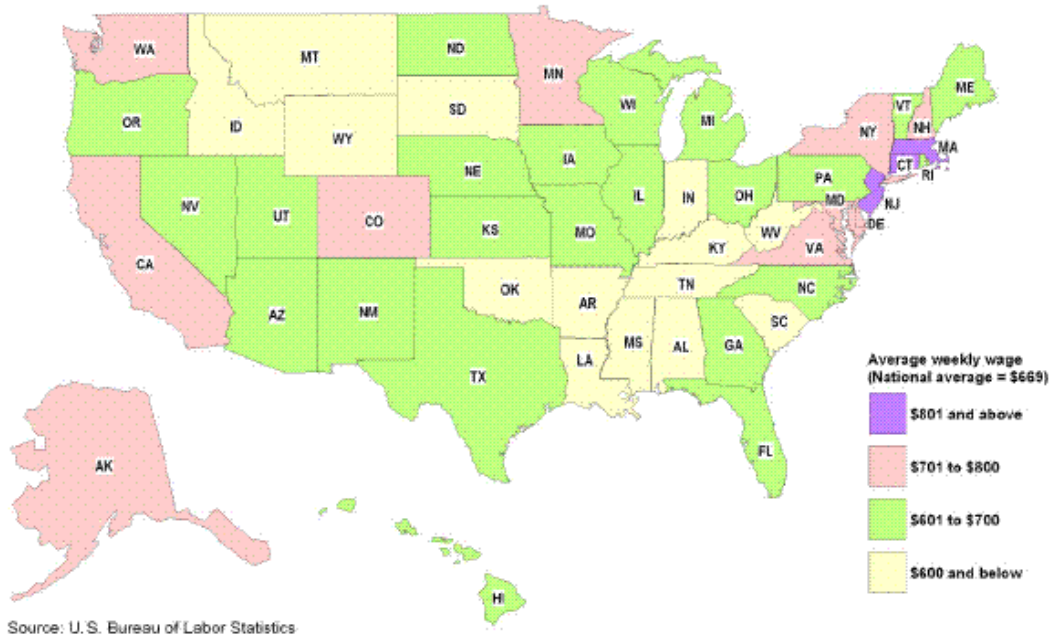 WA
MT
ND
MN
ME
OR
ID
SD
WI
MI
VT
NH
NY
WY
MA
CT
RI
IA
NE
PA
NV
UT
CO
IL
IN
OH
MD
NJ
DE
KS
MO
WV
VA
CA
KY
OK
TN
NC
AZ
NM
AR
SC
MS
AL
GA
LA
TX
Average weekly wage
(National average = $669)
$801 and above
FL
$701 to $800
AK
$601 to $700
$600 and below
HI
Source: U.S. Bureau of Labor Statistics